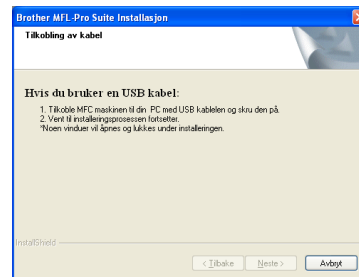 Brother MFL-Pro Suite Installasjon
Tilkobling av kabel
Hvis du bruker en USB kabel:
1. Tilkoble MFC maskinen til din PC med USB kablelen og skru den på.
2. Vent til installeringsprosessen fortsetter.
*Noen vinduer vil åpnes og lukkes under installeringen.
InstallShield
< Tilbake Neste > Avbryt